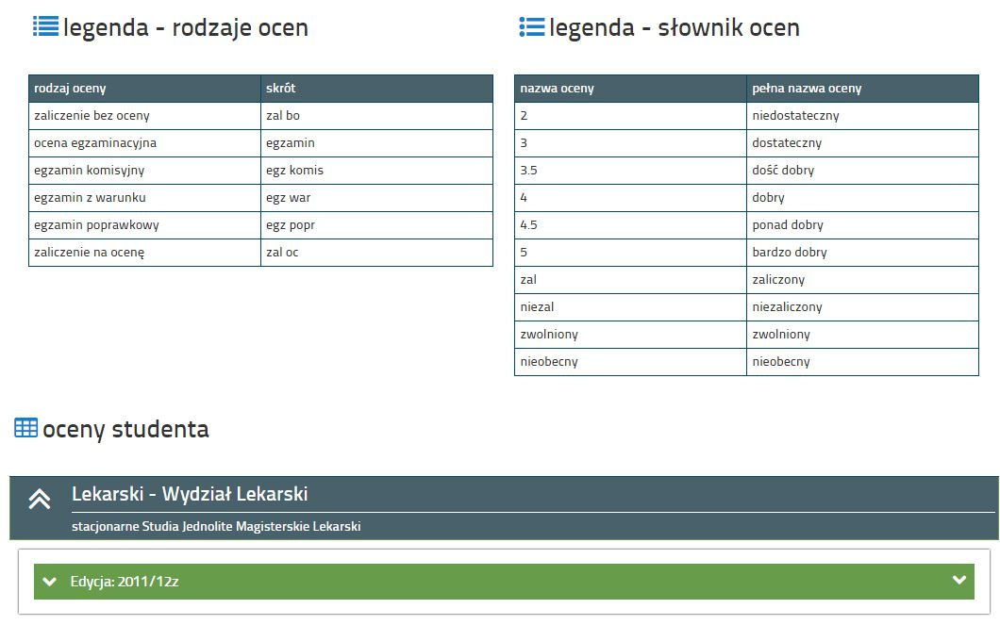 legenda - rodzaje ocen
rodzaj oceny skrót
zaliczenie bez oceny zal bo
ocena egzaminacyjna egzamin
egzamin komisyjny egz komis
egzamin z warunku egz war
egzamin poprawkowy egz popr
zaliczenie na ocenę zal oc
legenda - słownik ocen
nazwa oceny pełna nazwa oceny
2 niedostateczny
3 dostateczny
3.5 dość dobry
4 dobry
4.5 ponad dobry
5 bardzo dobry
zal zaliczony
niezal niezaliczony
zwolniony zwolniony
nieobecny nieobecny
oceny studenta
Lekarski - Wydział Lekarski
stacjonarne Studia Jednolite Magisterskie Lekarski
Edycja: 2011/12z